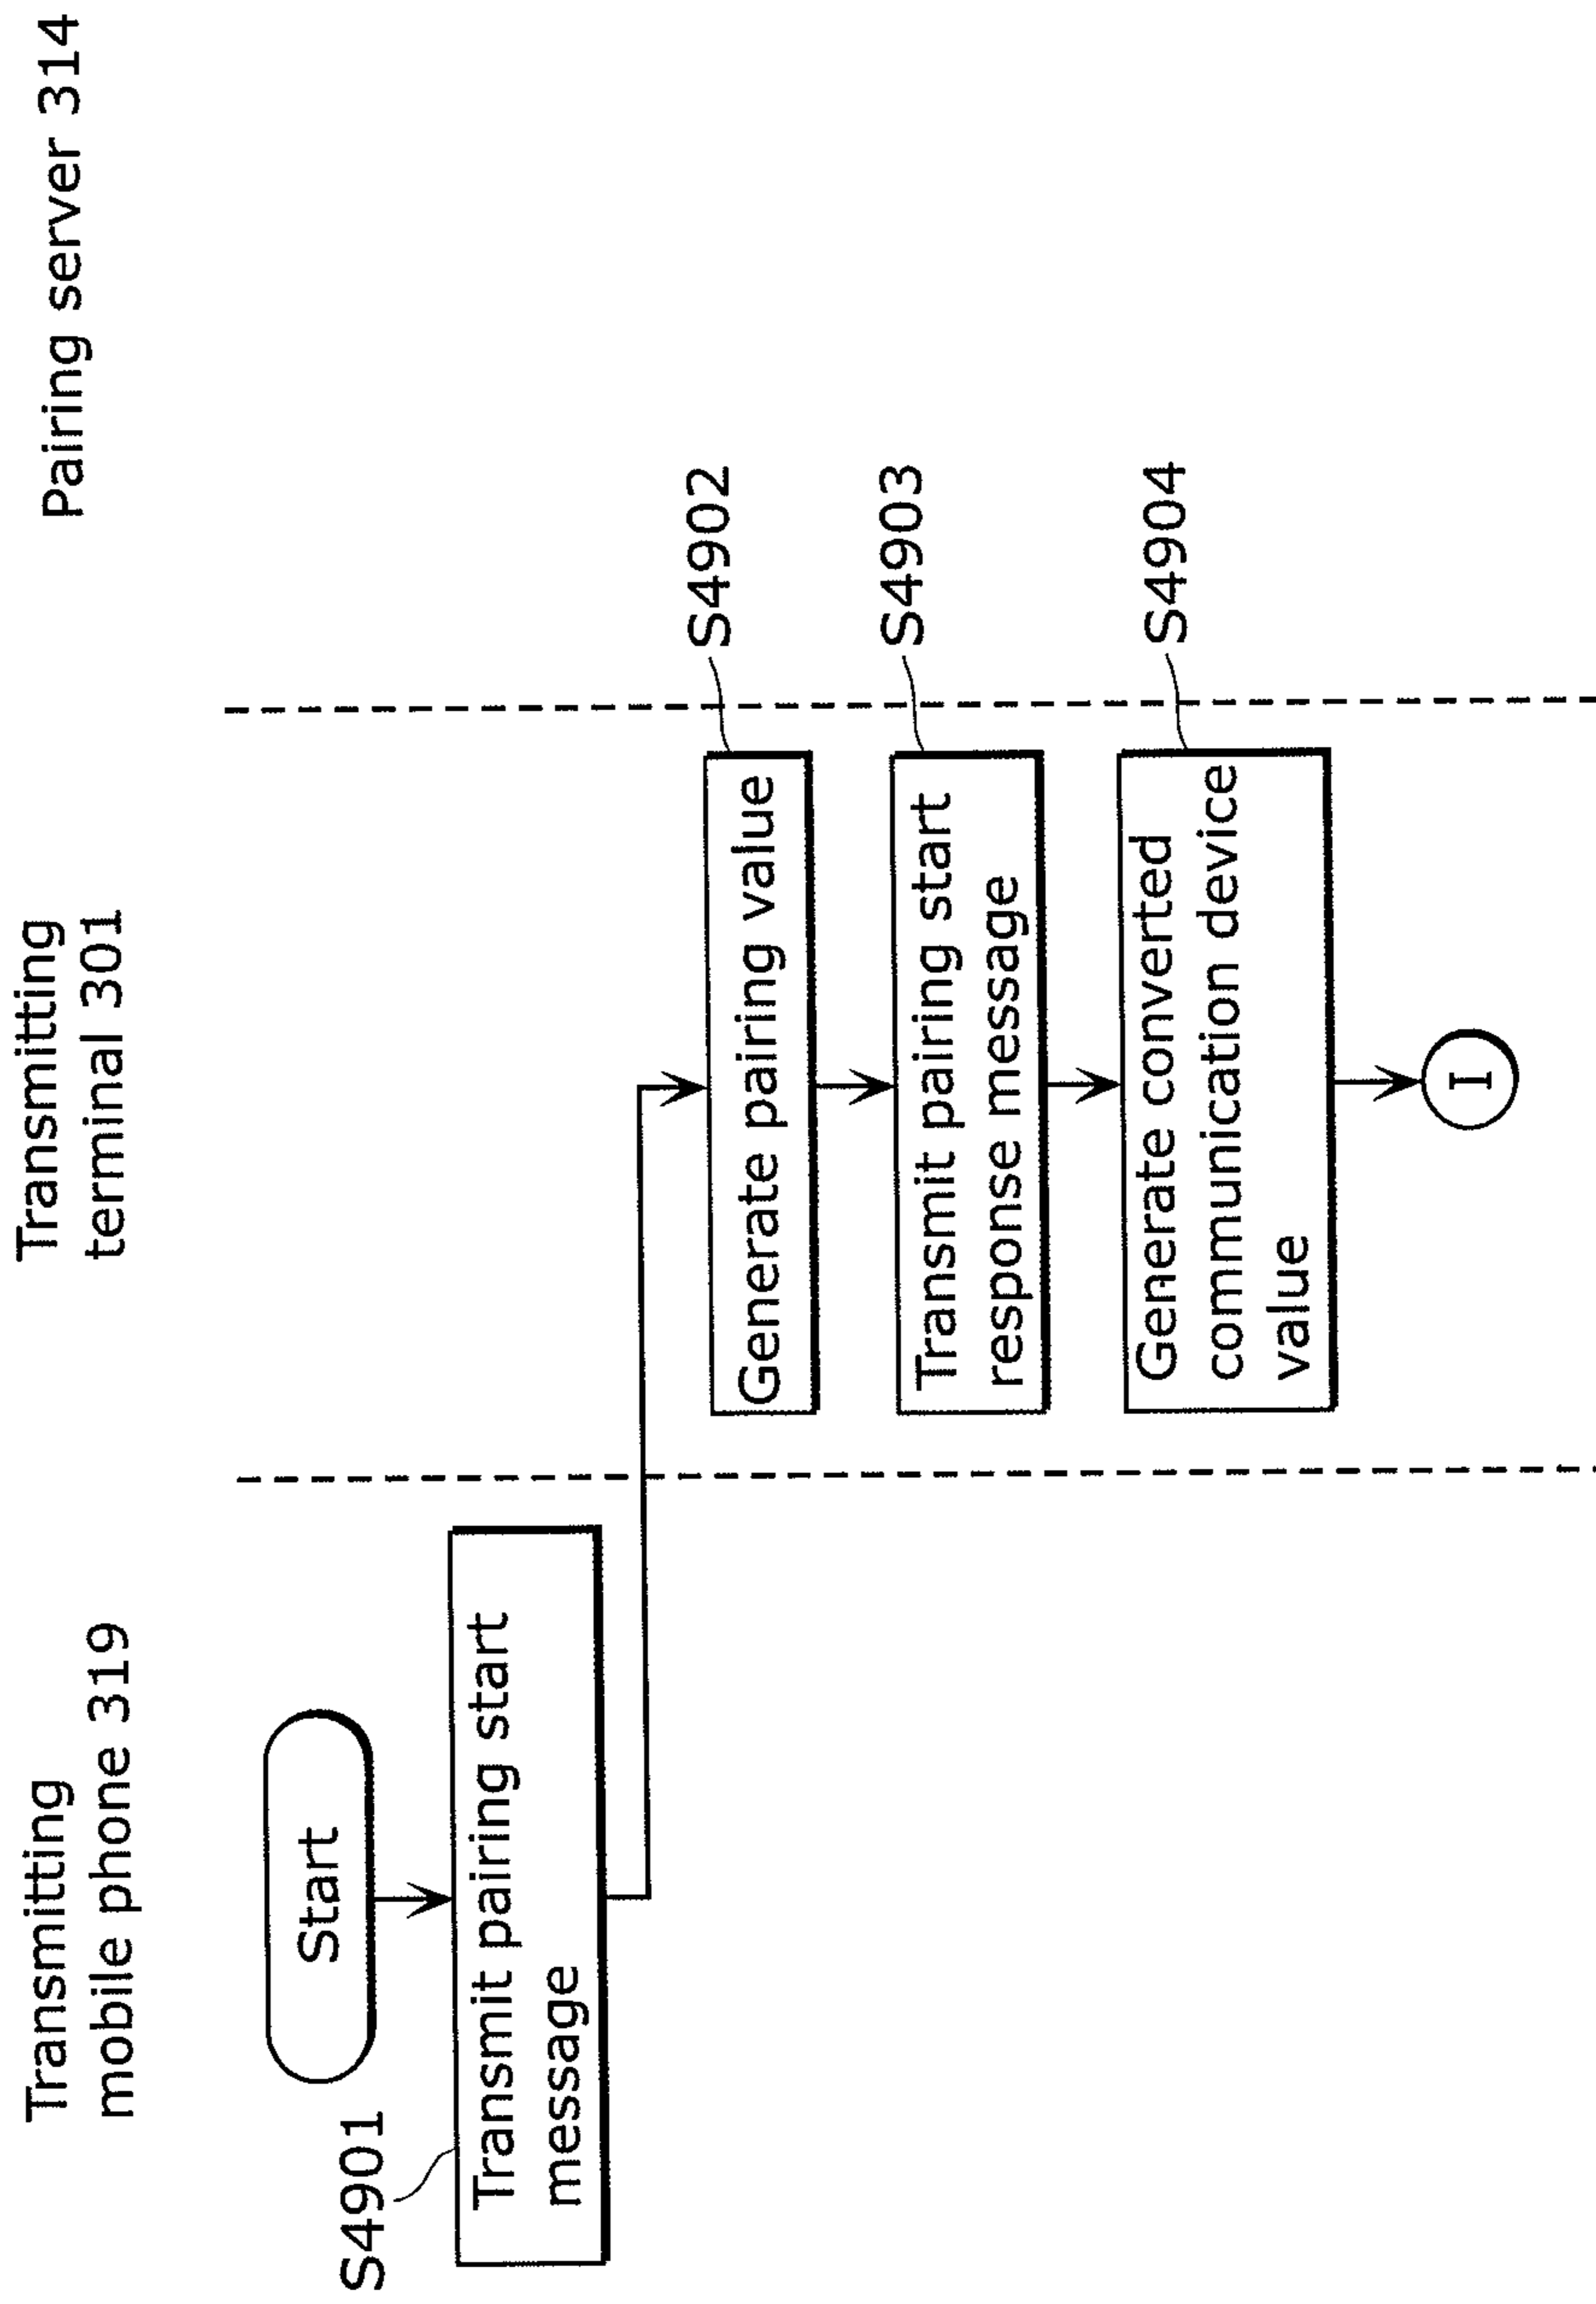 Transmitting
mobile phone 319
Transmitting
terminal 301
Pairing server 314
Start
S4901
Transmit pairing start
message
S4902
Generate pairing value
S4903
Transmit pairing start
response message
S4904
Generate converted
communication device
value
I